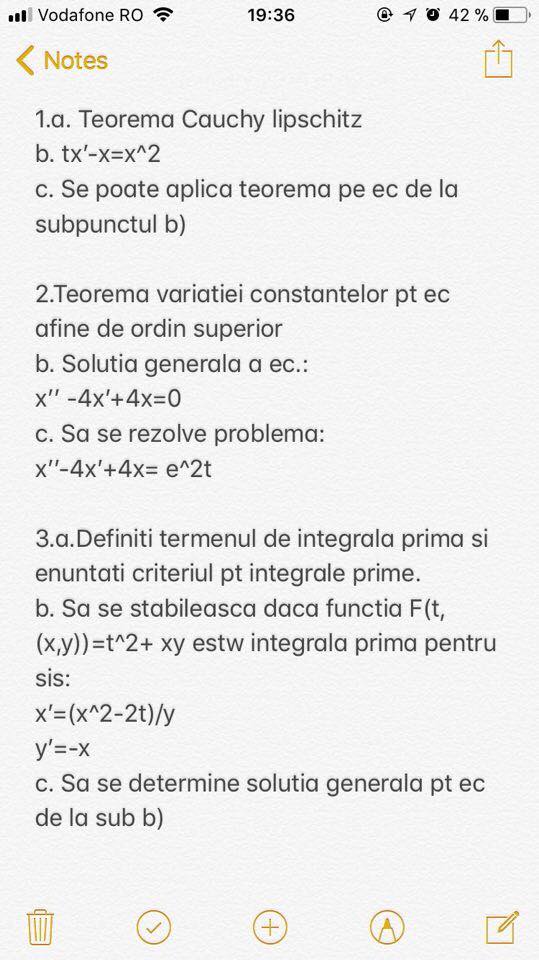 Vodafone RO 19:36 42 %
Notes
1.a. Teorema Cauchy lipschitz
b. tx’-x=x^2
c. Se poate aplica teorema pe ec de la
subpunctul b)
2.Teorema variatiei constantelor pt ec
afine de ordin superior
b. Solutia generala a ec.:
x’’ -4x’+4x=0
c. Sa se rezolve problema:
x’’-4x’+4x= e^2t
3.a.Definiti termenul de integrala prima si
enuntati criteriul pt integrale prime.
b. Sa se stabileasca daca functia F(t,
(x,y))=t^2+ xy estw integrala prima pentru
sis:
x’=(x^2-2t)/y
y’=-x
c. Sa se determine solutia generala pt ec
de la sub b)